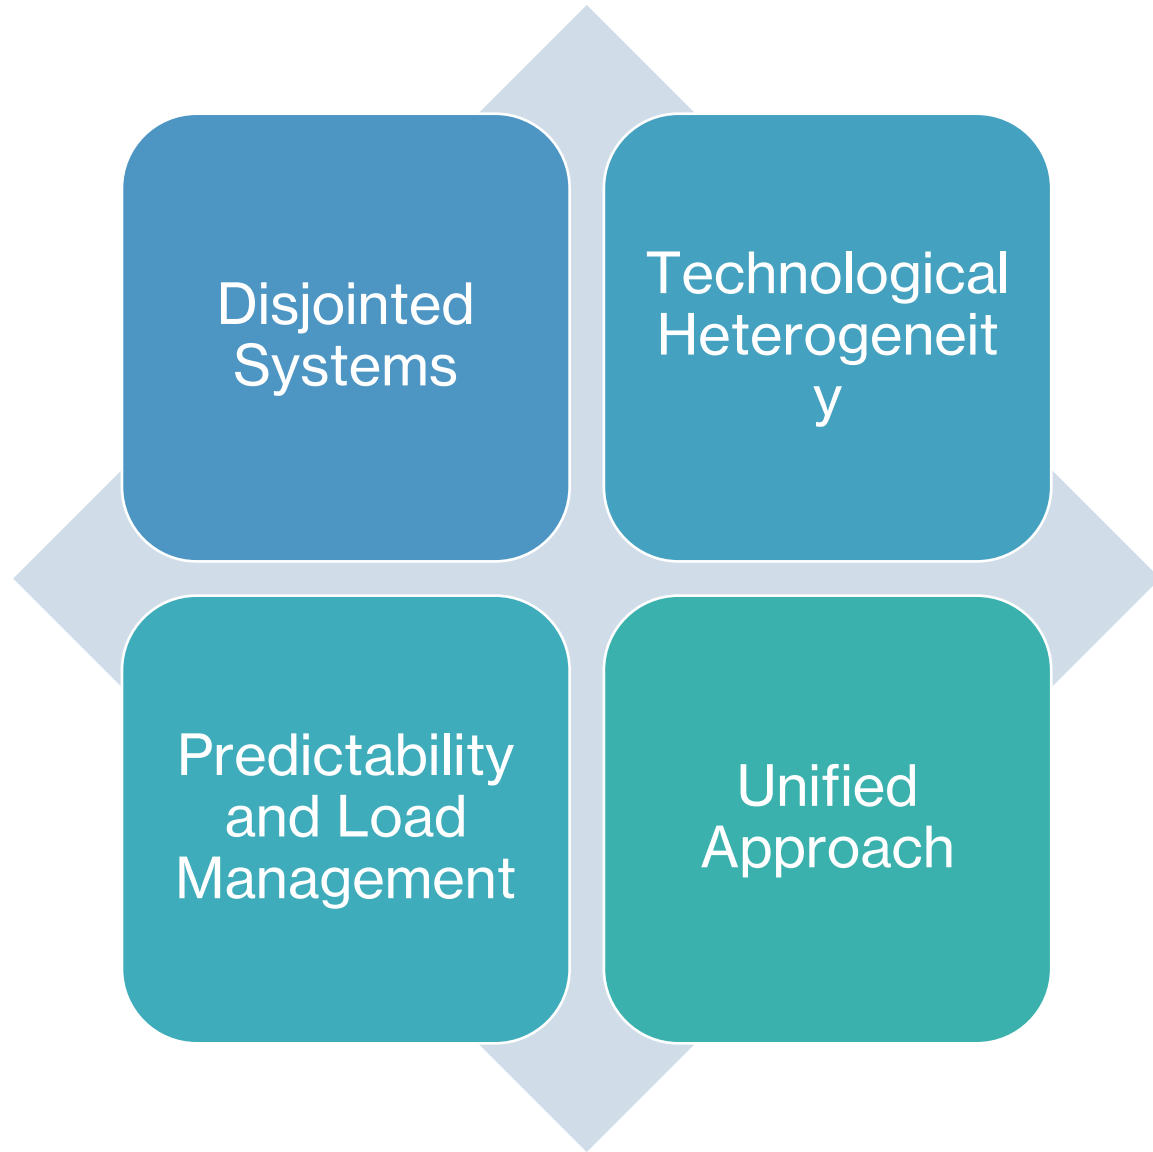 Disjointed
Systems
Technological
Heterogeneit
y
Predictability
and Load
Management
Unified
Approach